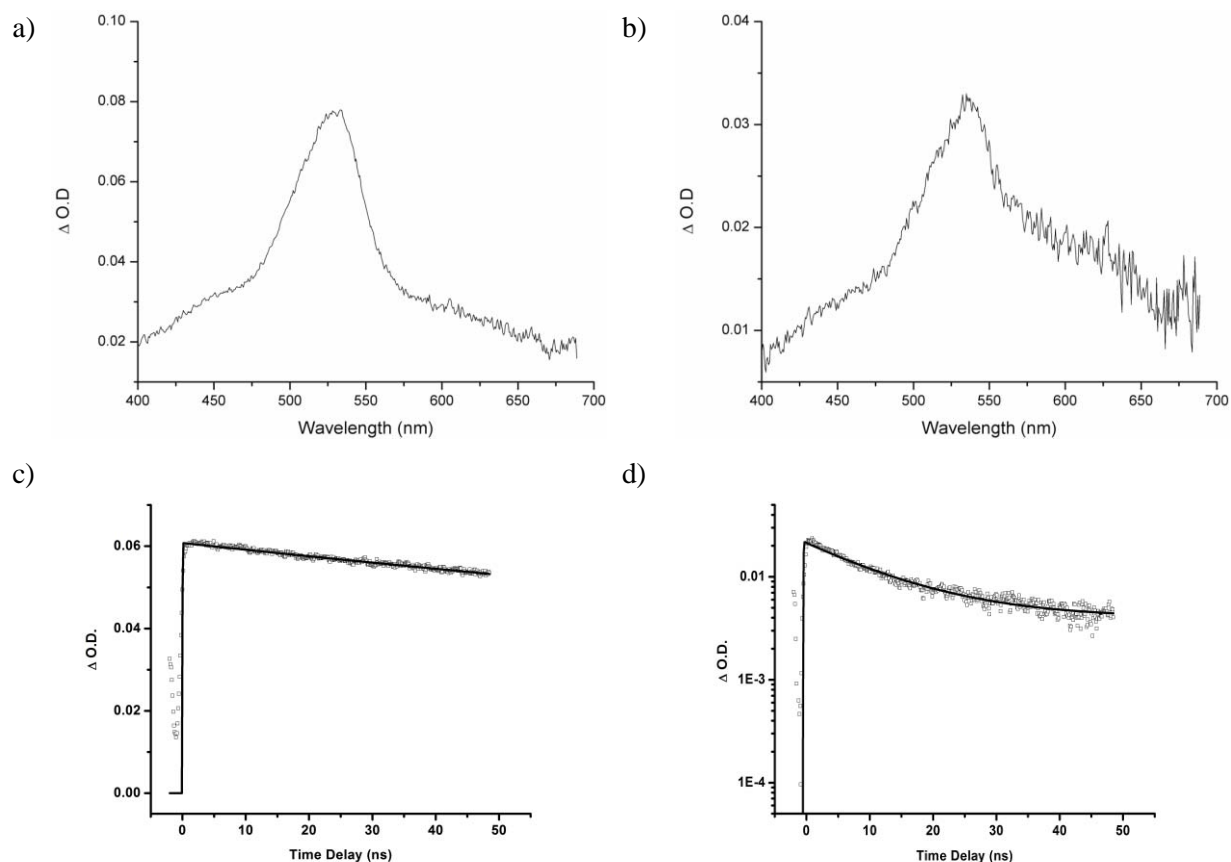 a)
0.10
0.08
0.06
0.04
0.02
Δ O.D
400 450 500 550 600 650 700
Wavelength (nm)
b)
0.04
0.03
0.02
0.01
Δ O.D
400 450 500 550 600 650 700
Wavelength (nm)
c)
0.06
0.04
0.02
0.00
Δ O.D.
0 10 20 30 40 50
Time Delay (ns)
d)
0.01
1E-3
1E-4
Δ O.D.
0 10 20 30 40 50
Time Delay (ns)